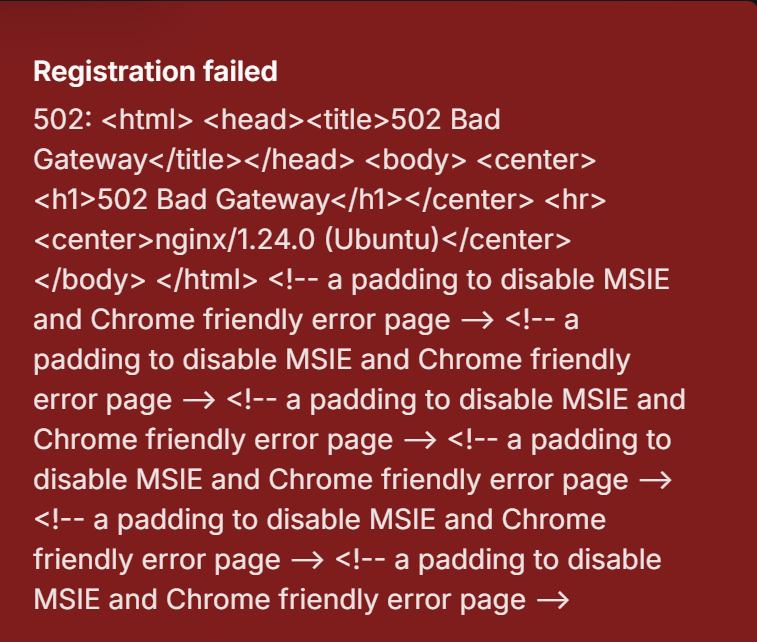 Registration failed
502: <html> <head><title>502 Bad
Gateway</title></head> <body> <center>
<h1>502 Bad Gateway</h1></center> <hr>
<center>nginx/1.24.0 (Ubuntu)</center>
</body> </html> <!-- a padding to disable MSIE
and Chrome friendly error page --> <!-- a
padding to disable MSIE and Chrome friendly
error page --> <!-- a padding to disable MSIE and
Chrome friendly error page --> <!-- a padding to
disable MSIE and Chrome friendly error page -->
<!-- a padding to disable MSIE and Chrome
friendly error page --> <!-- a padding to disable
MSIE and Chrome friendly error page -->